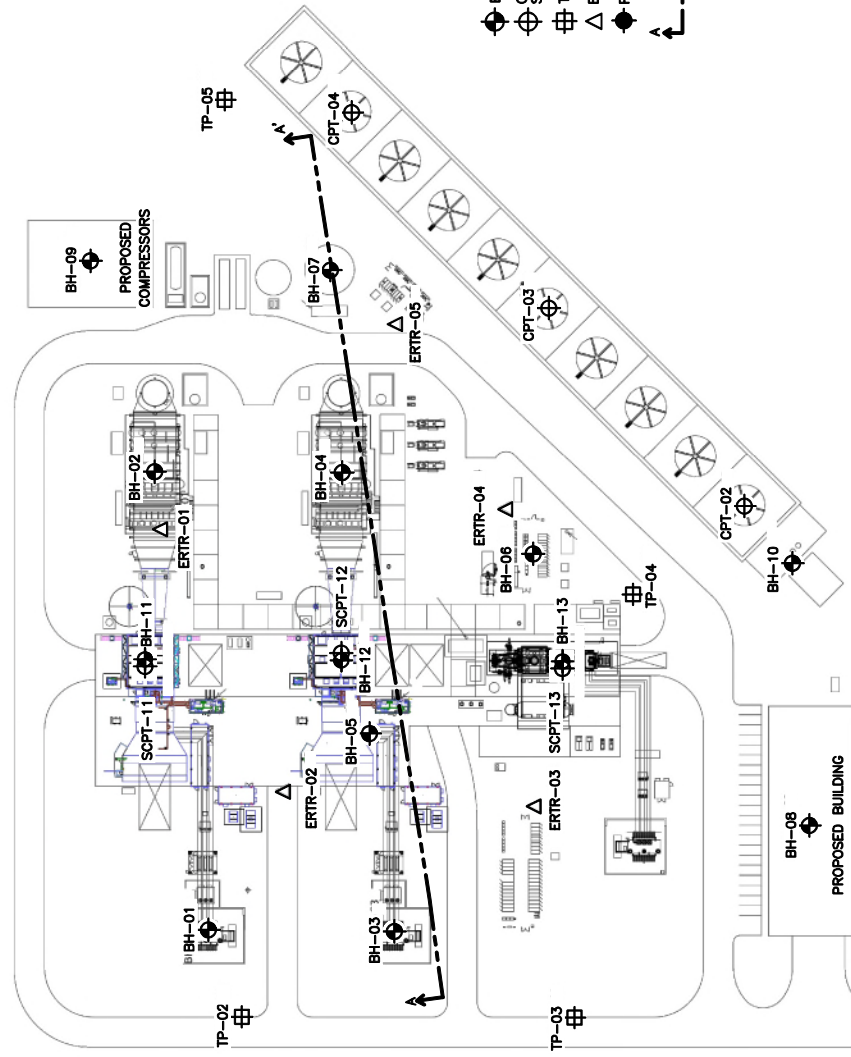 TP-05
A'
CPT-04
BH-09
PROPOSED
COMPRESSORS
BH-07
ERTR-05
CPT-03
BH-02
ERTR-01
BH-04
ERTR-04
BH-06
CPT-02
BH-10
TP-04
BH-11
SCPT-11
SCPT-12
BH-12
BH-13
SCPT-13
BH-05
ERTR-02
ERTR-03
BH-08
PROPOSED BUILDING
BH-01
BH-03
A
TP-02
TP-03
A